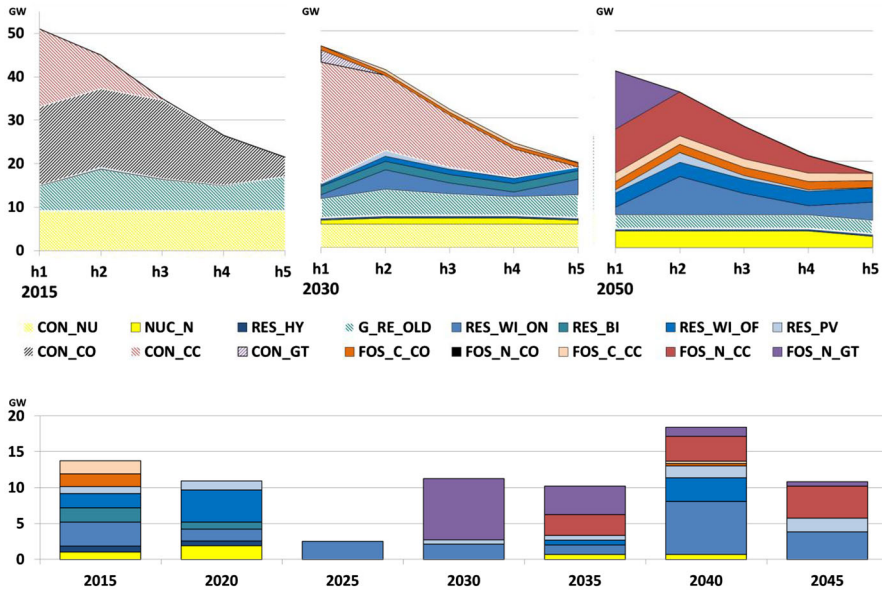 GW GW GW
50
40
30
20
10
0
h1 h2 h3 h4 h5 h1 h2 h3 h4 h5 h1 h2 h3 h4 h5
2015 2030 2050
CON_NU NUC_N RES_HY G_RE_OLD RES_WI_ON RES_BI RES_WI_OF RES_PV
CON_CO CON_CC CON_GT FOS_C_CO FOS_N_CO FOS_C_CC FOS_N_CC FOS_N_GT
GW
20
15
10
5
0
2015 2020 2025 2030 2035 2040 2045